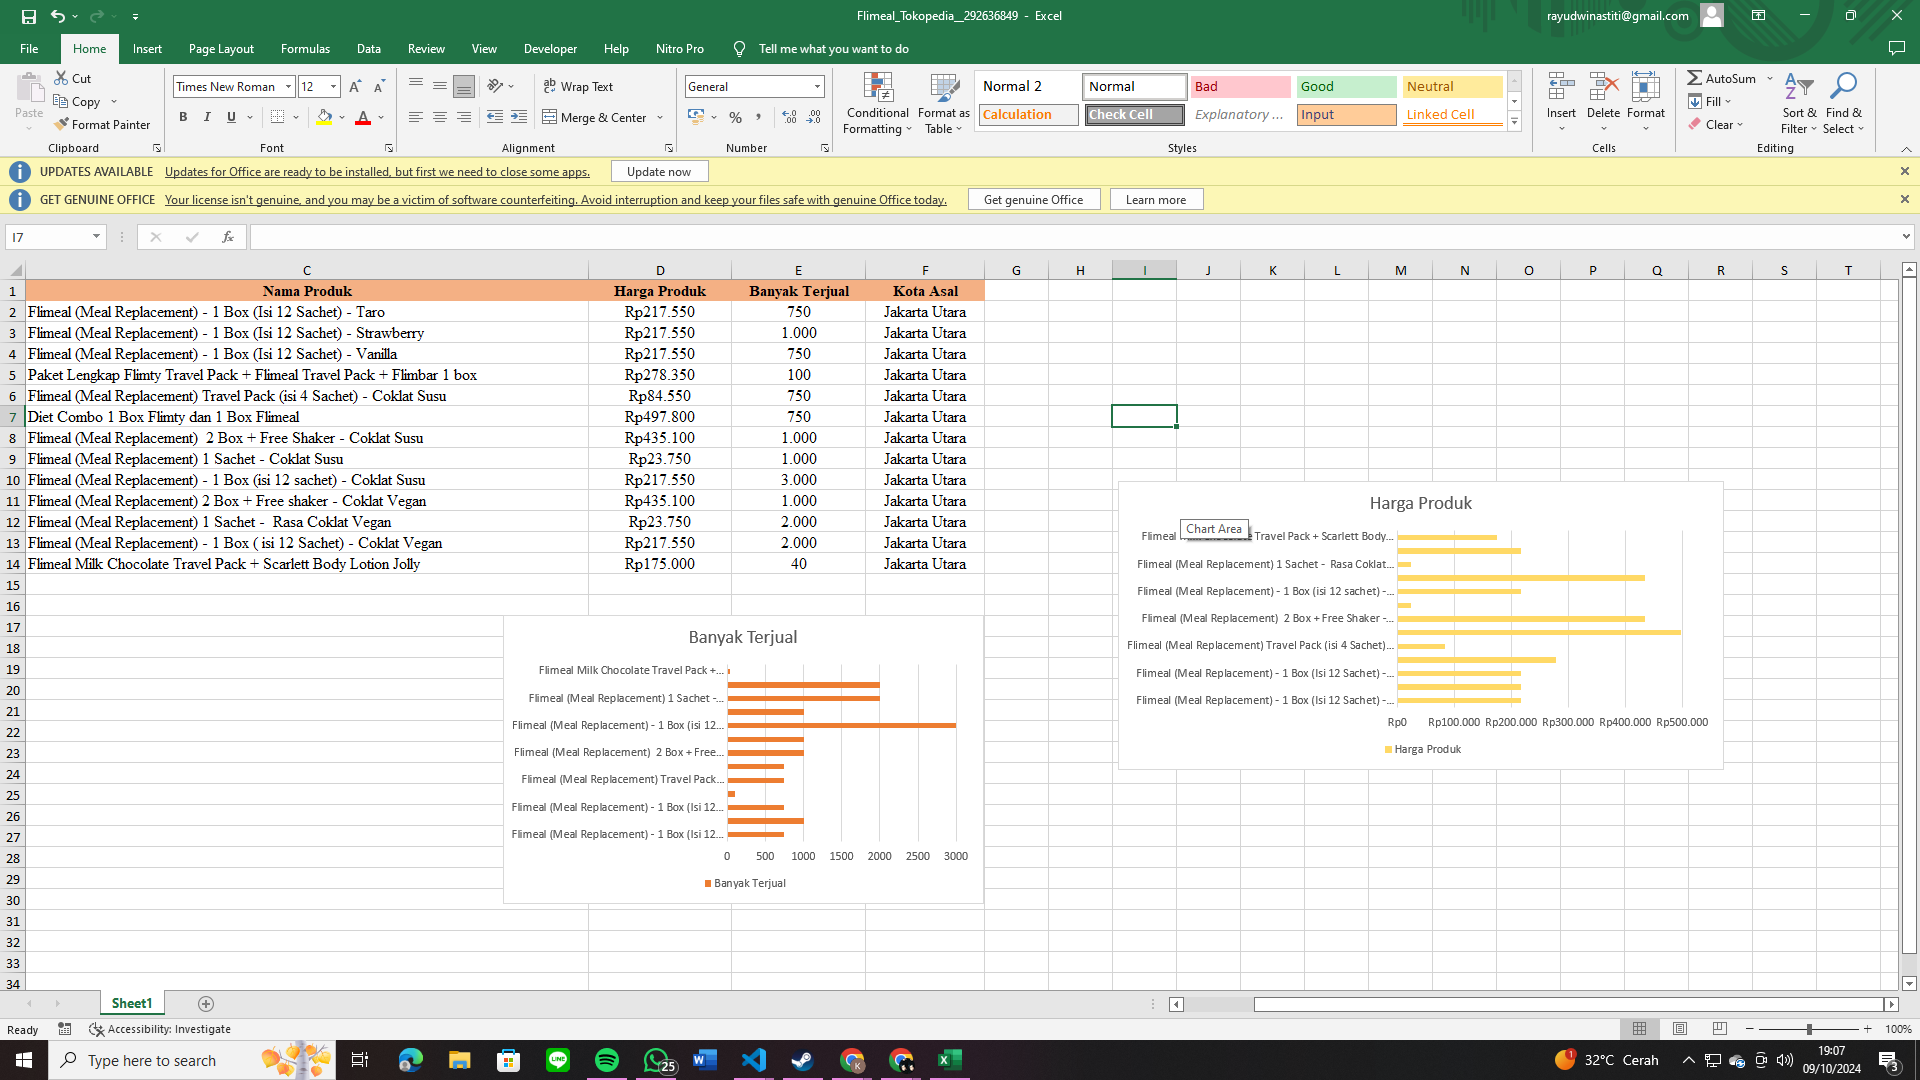 Flimeal_Tokopedia__292636849 - Excel
rayudwinastiti@gmail.com
File Home Insert Page Layout Formulas Data Review View Developer Help Nitro Pro Tell me what you want to do
Paste
Cut
Copy
Format Painter
Clipboard
Times New Roman 12
B I U
Font
Wrap Text
Merge & Center
Alignment
General
%
Number
Conditional Formatting
Format as Table
Normal 2 Normal Bad Good Neutral
Calculation Check Cell Explanatory ... Input Linked Cell
Styles
Insert Delete Format
Cells
AutoSum
Fill
Clear
Sort & Filter
Find & Select
Editing
UPDATES AVAILABLE Updates for Office are ready to be installed, but first we need to close some apps. Update now
GET GENUINE OFFICE Your license isn't genuine, and you may be a victim of software counterfeiting. Avoid interruption and keep your files safe with genuine Office today. Get genuine Office Learn more
I7 fx
C D E F G H I J K L M N O P Q R S T
1 Nama Produk Harga Produk Banyak Terjual Kota Asal
2 Flimeal (Meal Replacement) - 1 Box (Isi 12 Sachet) - Taro Rp217.550 750 Jakarta Utara
3 Flimeal (Meal Replacement) - 1 Box (Isi 12 Sachet) - Strawberry Rp217.550 1.000 Jakarta Utara
4 Flimeal (Meal Replacement) - 1 Box (Isi 12 Sachet) - Vanilla Rp217.550 750 Jakarta Utara
5 Paket Lengkap Flimty Travel Pack + Flimeal Travel Pack + Flimbar 1 box Rp278.350 100 Jakarta Utara
6 Flimeal (Meal Replacement) Travel Pack (isi 4 Sachet) - Coklat Susu Rp84.550 750 Jakarta Utara
7 Diet Combo 1 Box Flimty dan 1 Box Flimeal Rp497.800 750 Jakarta Utara
8 Flimeal (Meal Replacement)  2 Box + Free Shaker - Coklat Susu Rp435.100 1.000 Jakarta Utara
9 Flimeal (Meal Replacement) 1 Sachet - Coklat Susu Rp23.750 1.000 Jakarta Utara
10 Flimeal (Meal Replacement) - 1 Box (isi 12 sachet) - Coklat Susu Rp217.550 3.000 Jakarta Utara
11 Flimeal (Meal Replacement) 2 Box + Free shaker - Coklat Vegan Rp435.100 1.000 Jakarta Utara
12 Flimeal (Meal Replacement) 1 Sachet -  Rasa Coklat Vegan Rp23.750 2.000 Jakarta Utara
13 Flimeal (Meal Replacement) - 1 Box ( isi 12 Sachet) - Coklat Vegan Rp217.550 2.000 Jakarta Utara
14 Flimeal Milk Chocolate Travel Pack + Scarlett Body Lotion Jolly Rp175.000 40 Jakarta Utara
15
16
17
18
19
20
21
22
23
24
25
26
27
28
29
30
31
32
33
34
Banyak Terjual
Flimeal Milk Chocolate Travel Pack +...
Flimeal (Meal Replacement) 1 Sachet -...
Flimeal (Meal Replacement) - 1 Box (isi 12...
Flimeal (Meal Replacement)  2 Box + Free...
Flimeal (Meal Replacement) Travel Pack...
Flimeal (Meal Replacement) - 1 Box (Isi 12...
Flimeal (Meal Replacement) - 1 Box (Isi 12...
0 500 1000 1500 2000 2500 3000
Banyak Terjual
Harga Produk
Chart Area
Flimeal Travel Pack + Scarlett Body...
Flimeal (Meal Replacement) 1 Sachet -  Rasa Coklat...
Flimeal (Meal Replacement) - 1 Box (isi 12 sachet) -...
Flimeal (Meal Replacement)  2 Box + Free Shaker -...
Flimeal (Meal Replacement) Travel Pack (isi 4 Sachet)...
Flimeal (Meal Replacement) - 1 Box (Isi 12 Sachet) -...
Flimeal (Meal Replacement) - 1 Box (Isi 12 Sachet) -...
Rp0 Rp100.000 Rp200.000 Rp300.000 Rp400.000 Rp500.000
Harga Produk
Sheet1
Ready Accessibility: Investigate 100%
Type here to search
25
32°C Cerah
19:07
09/10/2024
3